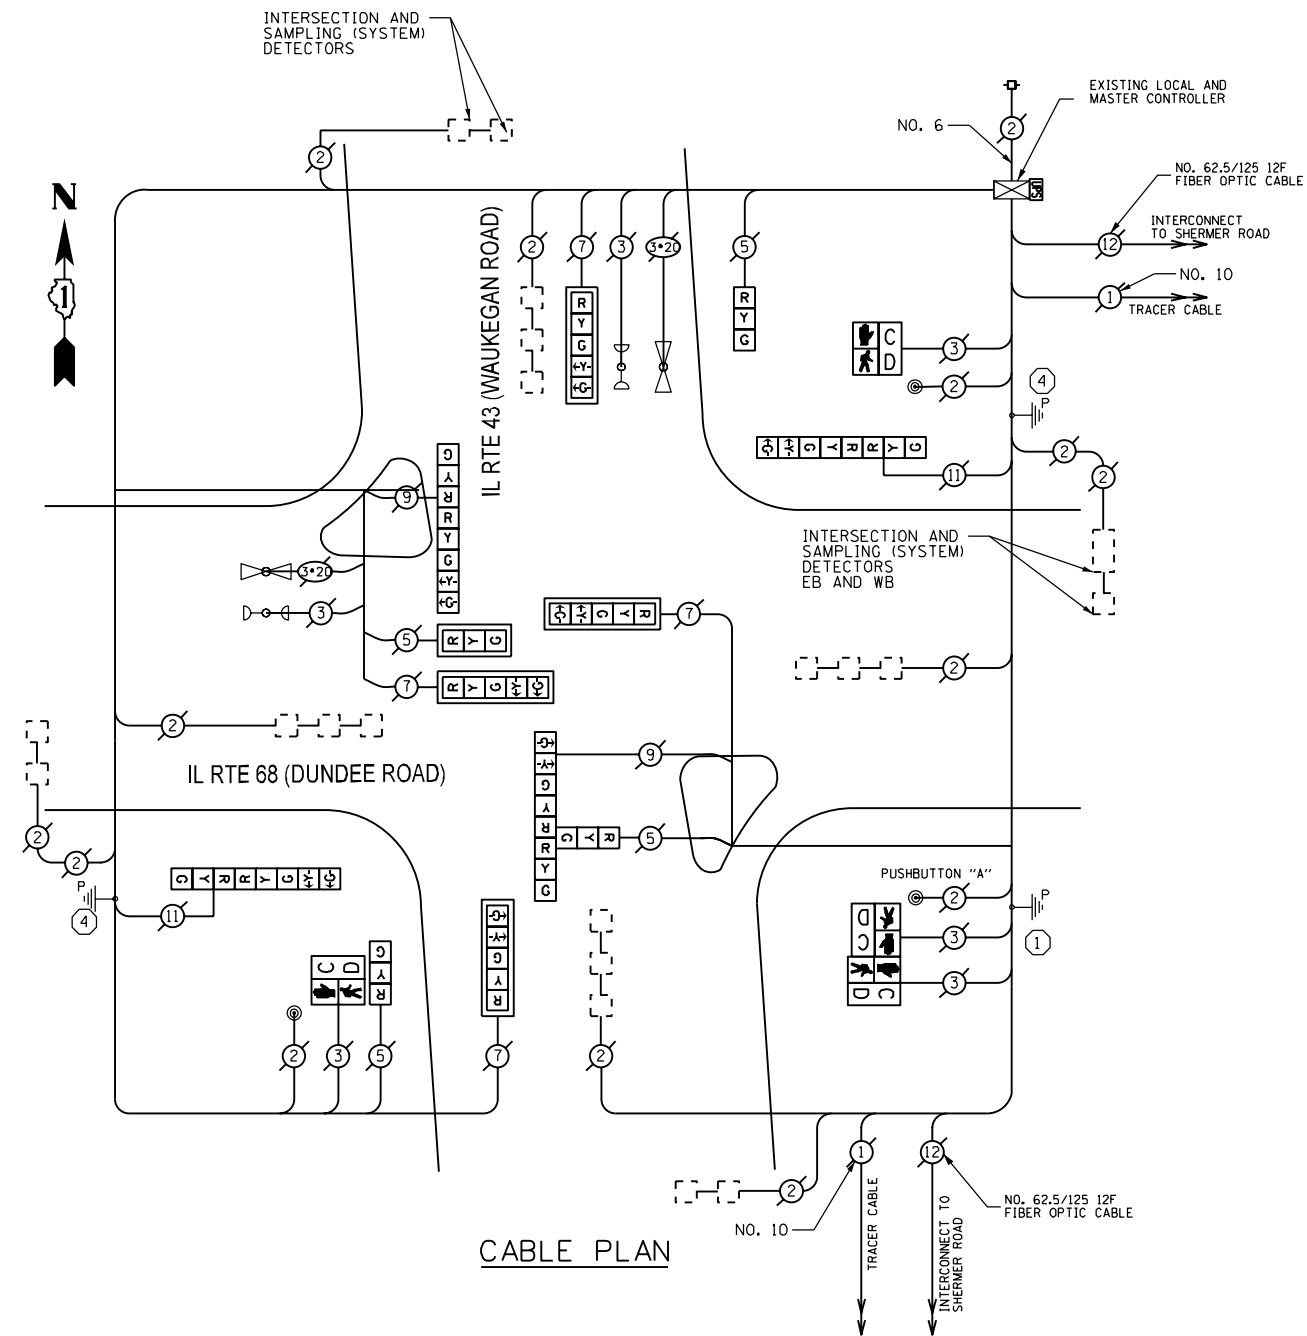 INTERSECTION AND
SAMPLING (SYSTEM)
DETECTORS
EXISTING LOCAL AND
MASTER CONTROLLER
NO. 6
2
2
NO. 62.5/125 12F
FIBER OPTIC CABLE
UPS
N
1
INTERCONNECT
TO SHERMER ROAD
12
2
7
3
3*20
5
NO. 10
1
TRACER CABLE
IL RTE 43 (WAUKEGAN ROAD)
R
Y
G
←Y-
←G-
R
Y
G
C
D
3
2
4
P
G Y R R Y G ←Y- ←G-
11
2
2
9
G
Y
R
R
Y
G
←Y-
←G-
INTERSECTION AND
SAMPLING (SYSTEM)
DETECTORS
EB AND WB
3*20
3
R Y G ←Y- ←G-
7
5
R Y G
2
7
R Y G ←Y- ←G-
2
IL RTE 68 (DUNDEE ROAD)
9
←G-
←Y-
G
Y
R
R
Y
G
5
R Y G
2
2
P
4
G Y R R Y G ←Y- ←G-
11
PUSHBUTTON "A"
2
P
1
C D
3
C D
3
C D
G
Y
R
←G-
←Y-
G
Y
R
2
3
5
7
2
2
1
12
NO. 10
TRACER CABLE
INTERCONNECT TO
SHERMER ROAD
NO. 62.5/125 12F
FIBER OPTIC CABLE
CABLE PLAN